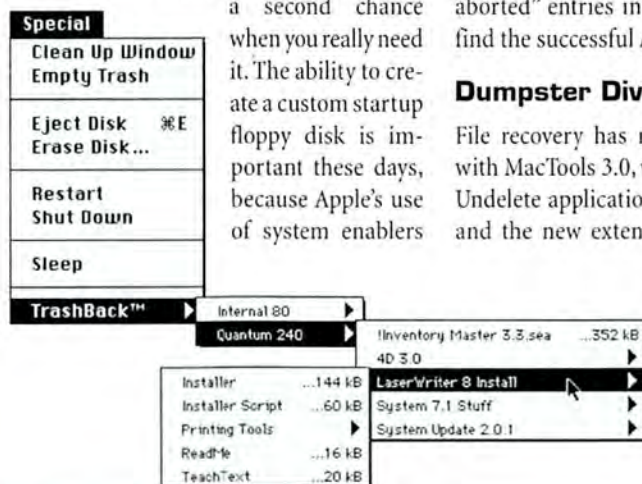 a second chance
when you really need
it. The ability to cre-
ate a custom startup
floppy disk is im-
portant these days,
because Apple's use
of system enablers
aborted" entries in
find the successful
Dumpster Div
File recovery has
with MacTools 3.0,
Undelete application
and the new exten
Special
Clean Up Window
Empty Trash
Eject Disk ⌘E
Erase Disk...
Restart
Shut Down
Sleep
TrashBack™
Internal 80
Quantum 240
!Inventory Master 3.3.sea ...352 kB
4D 3.0
LaserWriter 8 Install
System 7.1 Stuff
System Update 2.0.1
Installer ...144 kB
Installer Script ...60 kB
Printing Tools
ReadMe ...16 kB
TeachText ...20 kB